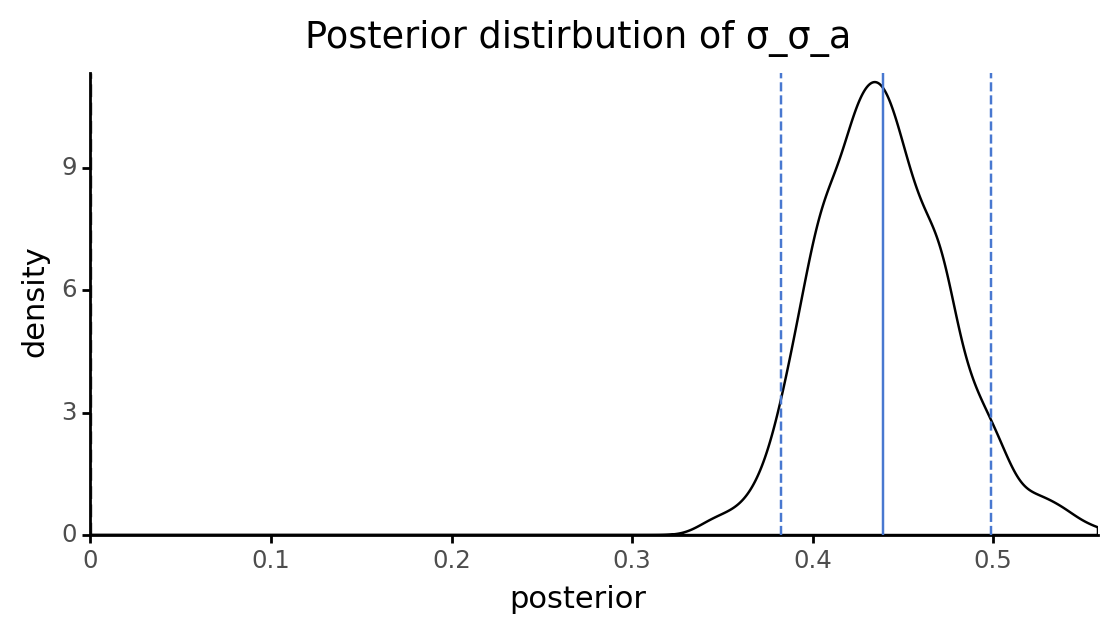 Posterior distirbution of σ_σ_a
density
9
6
3
0
0 0.1 0.2 0.3 0.4 0.5
posterior